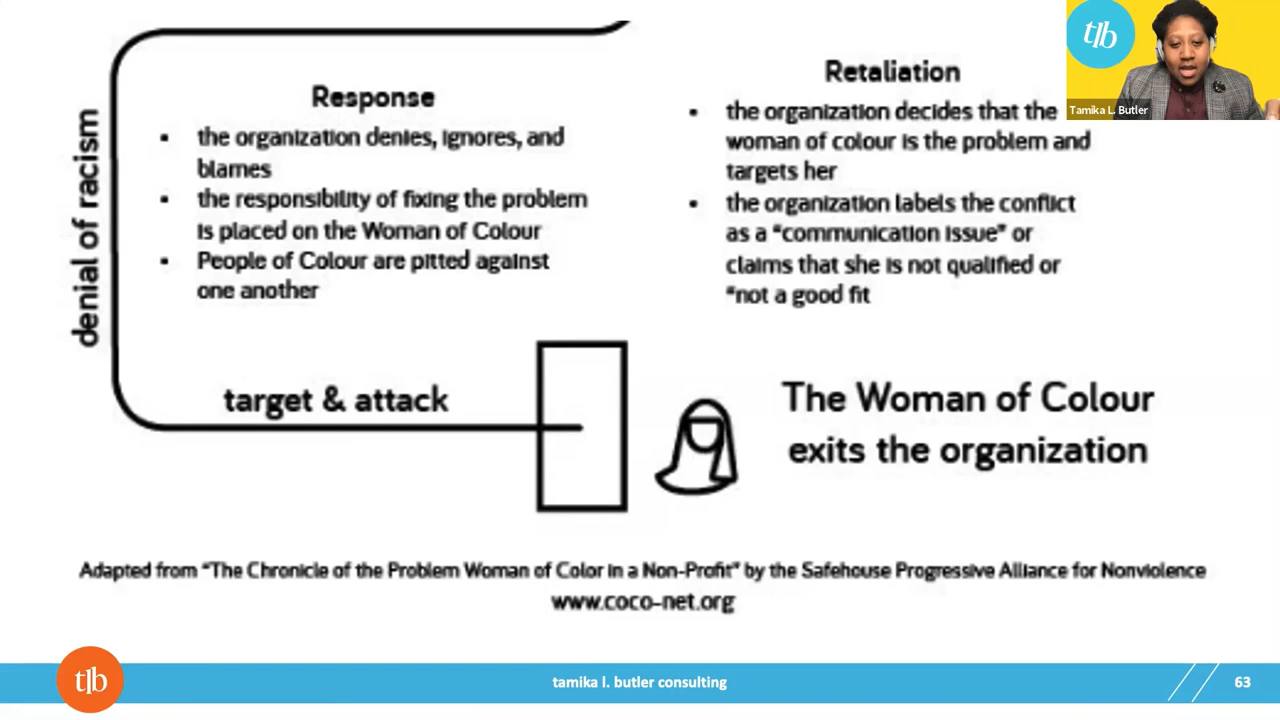 tlb
Tamika L. Butler
denial of racism
Response
▪ the organization denies, ignores, and
blames
▪ the responsibility of fixing the problem
is placed on the Woman of Colour
▪ People of Colour are pitted against
one another
Retaliation
• the organization decides that the
woman of colour is the problem and
targets her
• the organization labels the conflict
as a “communication issue” or
claims that she is not qualified or
“not a good fit
target & attack
The Woman of Colour
exits the organization
Adapted from “The Chronicle of the Problem Woman of Color in a Non-Profit” by the Safehouse Progressive Alliance for Nonviolence
www.coco-net.org
tlb
tamika l. butler consulting
63